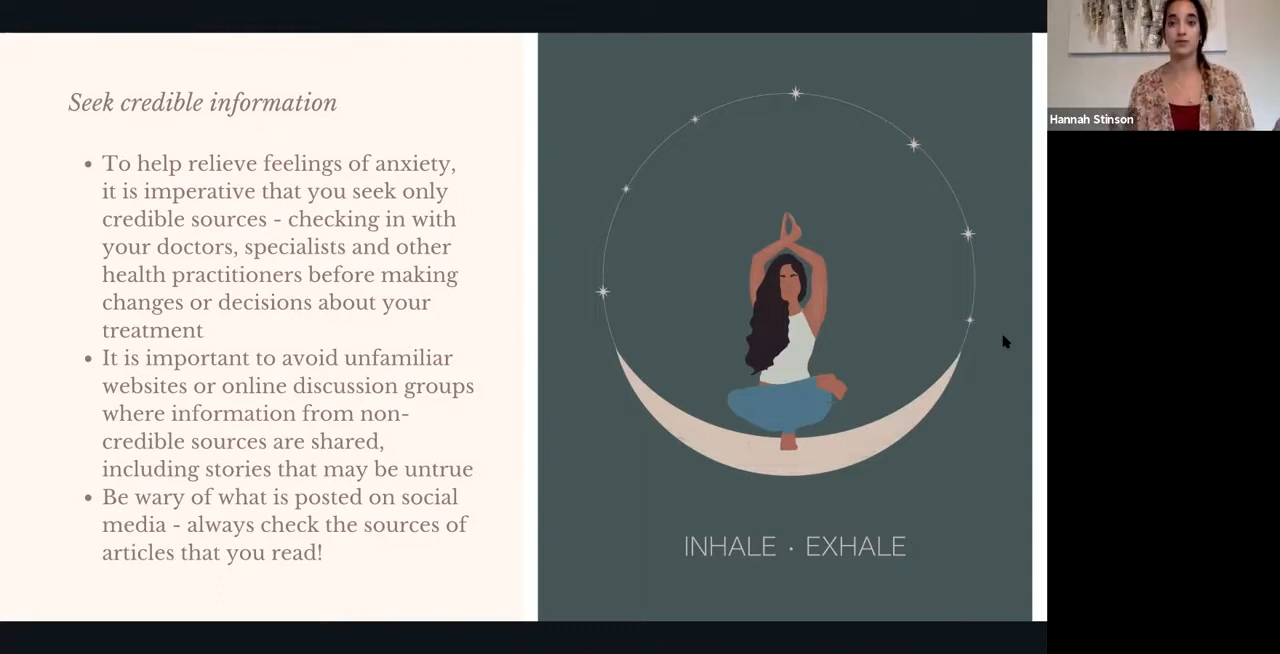 Seek credible information
• To help relieve feelings of anxiety,
it is imperative that you seek only
credible sources - checking in with
your doctors, specialists and other
health practitioners before making
changes or decisions about your
treatment
• It is important to avoid unfamiliar
websites or online discussion groups
where information from non-
credible sources are shared,
including stories that may be untrue
• Be wary of what is posted on social
media - always check the sources of
articles that you read!
INHALE · EXHALE
Hannah Stinson